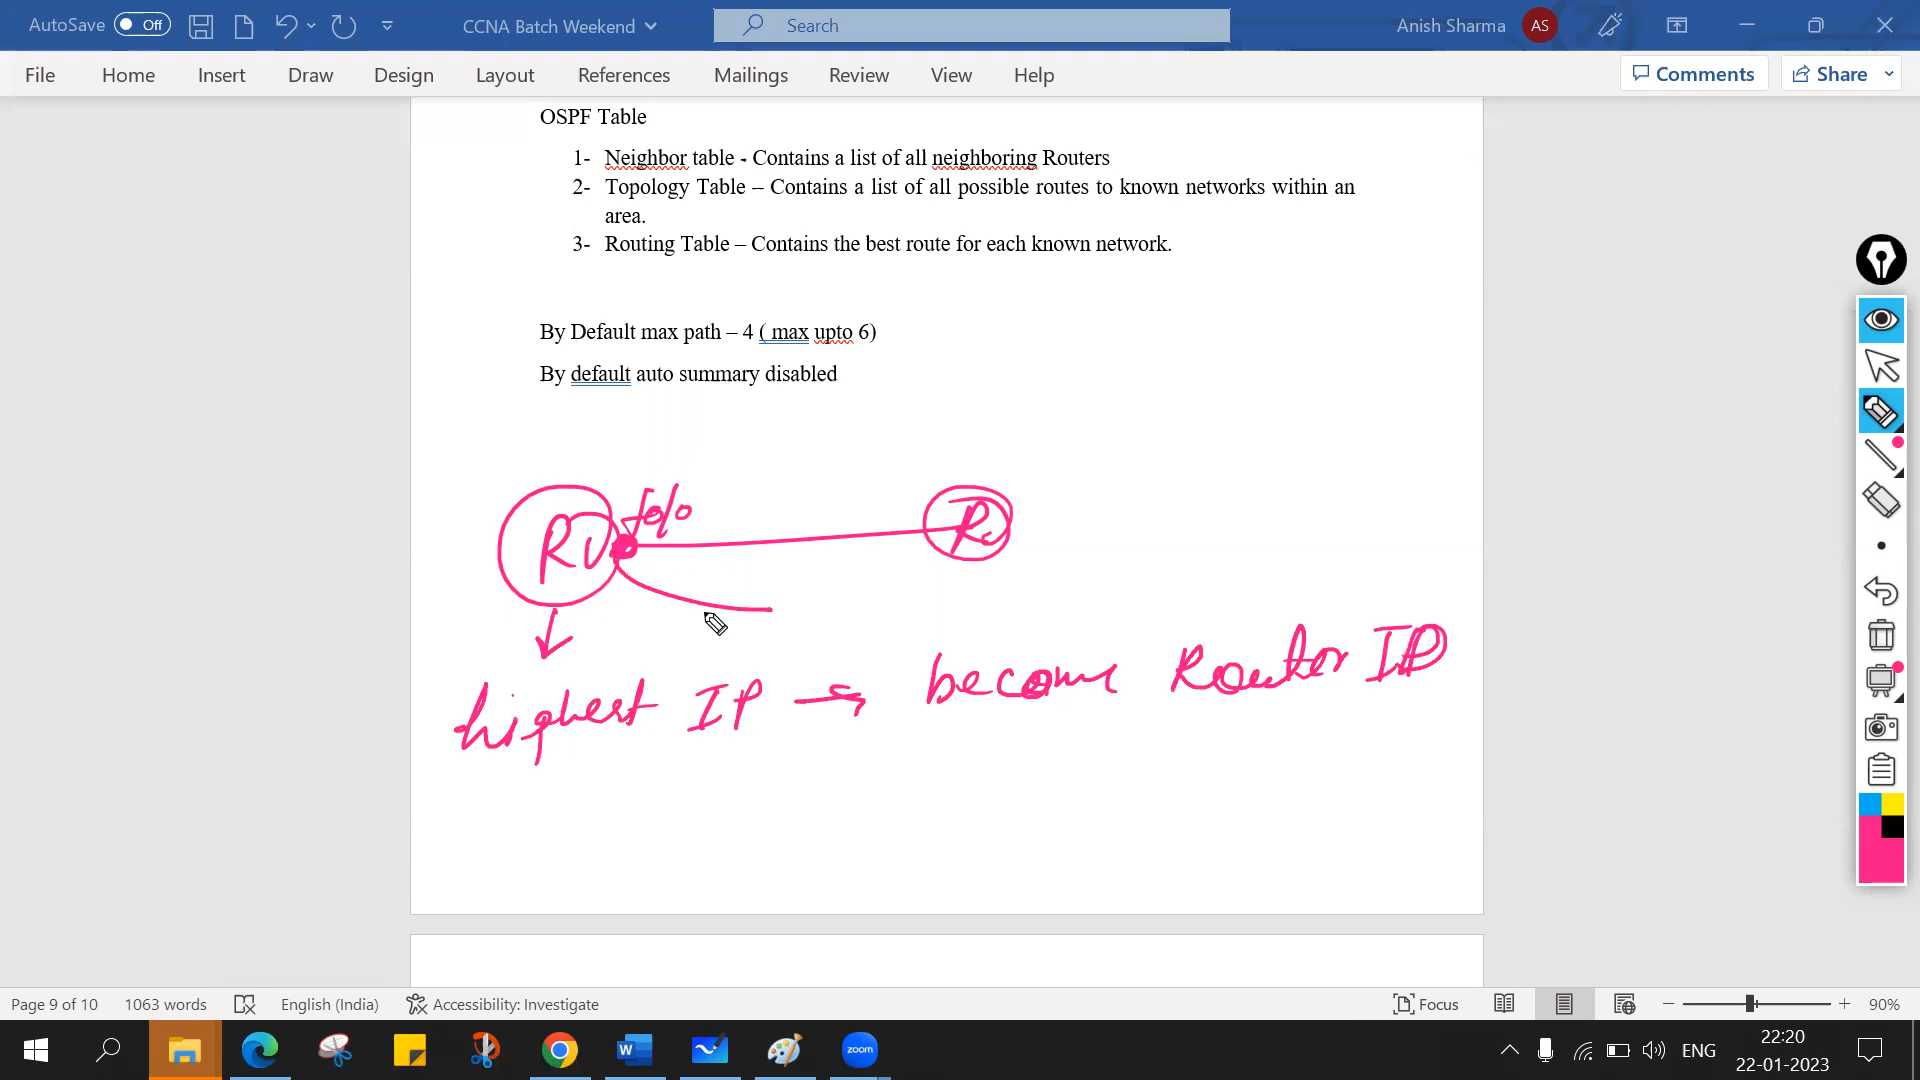 AutoSave Off CCNA Batch Weekend Search Anish Sharma AS
File Home Insert Draw Design Layout References Mailings Review View Help Comments Share
OSPF Table
1- Neighbor table - Contains a list of all neighboring Routers
2- Topology Table – Contains a list of all possible routes to known networks within an
area.
3- Routing Table – Contains the best route for each known network.
By Default max path – 4 ( max upto 6)
By default auto summary disabled
highest IP → become Router ID
Page 9 of 10 1063 words English (India) Accessibility: Investigate Focus 90%
W zoom ENG 22:20
22-01-2023